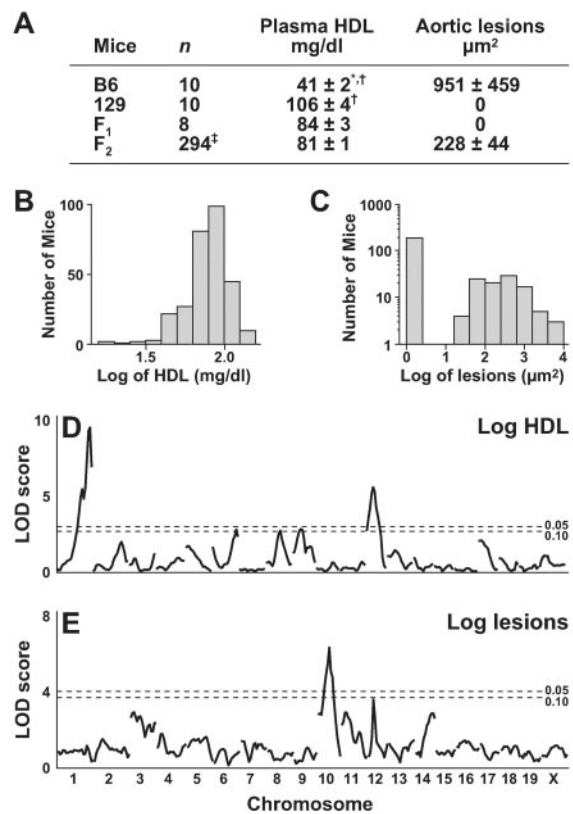 A
Mice n Plasma HDL mg/dl Aortic lesions µm²
B6 10 41 ± 2*,† 951 ± 459
129 10 106 ± 4† 0
F₁ 8 84 ± 3 0
F₂ 294‡ 81 ± 1 228 ± 44
B
Number of Mice
100
50
0
1.5 2.0
Log of HDL (mg/dl)
C
Number of Mice
1000
100
10
1
0 1 2 3 4
Log of lesions (µm²)
D Log HDL
LOD score
10
5
0
0.05
0.10
E Log lesions
LOD score
8
4
0
0.05
0.10
1 2 3 4 5 6 7 8 9 10 11 12 13 14 15 16 17 18 19 X
Chromosome